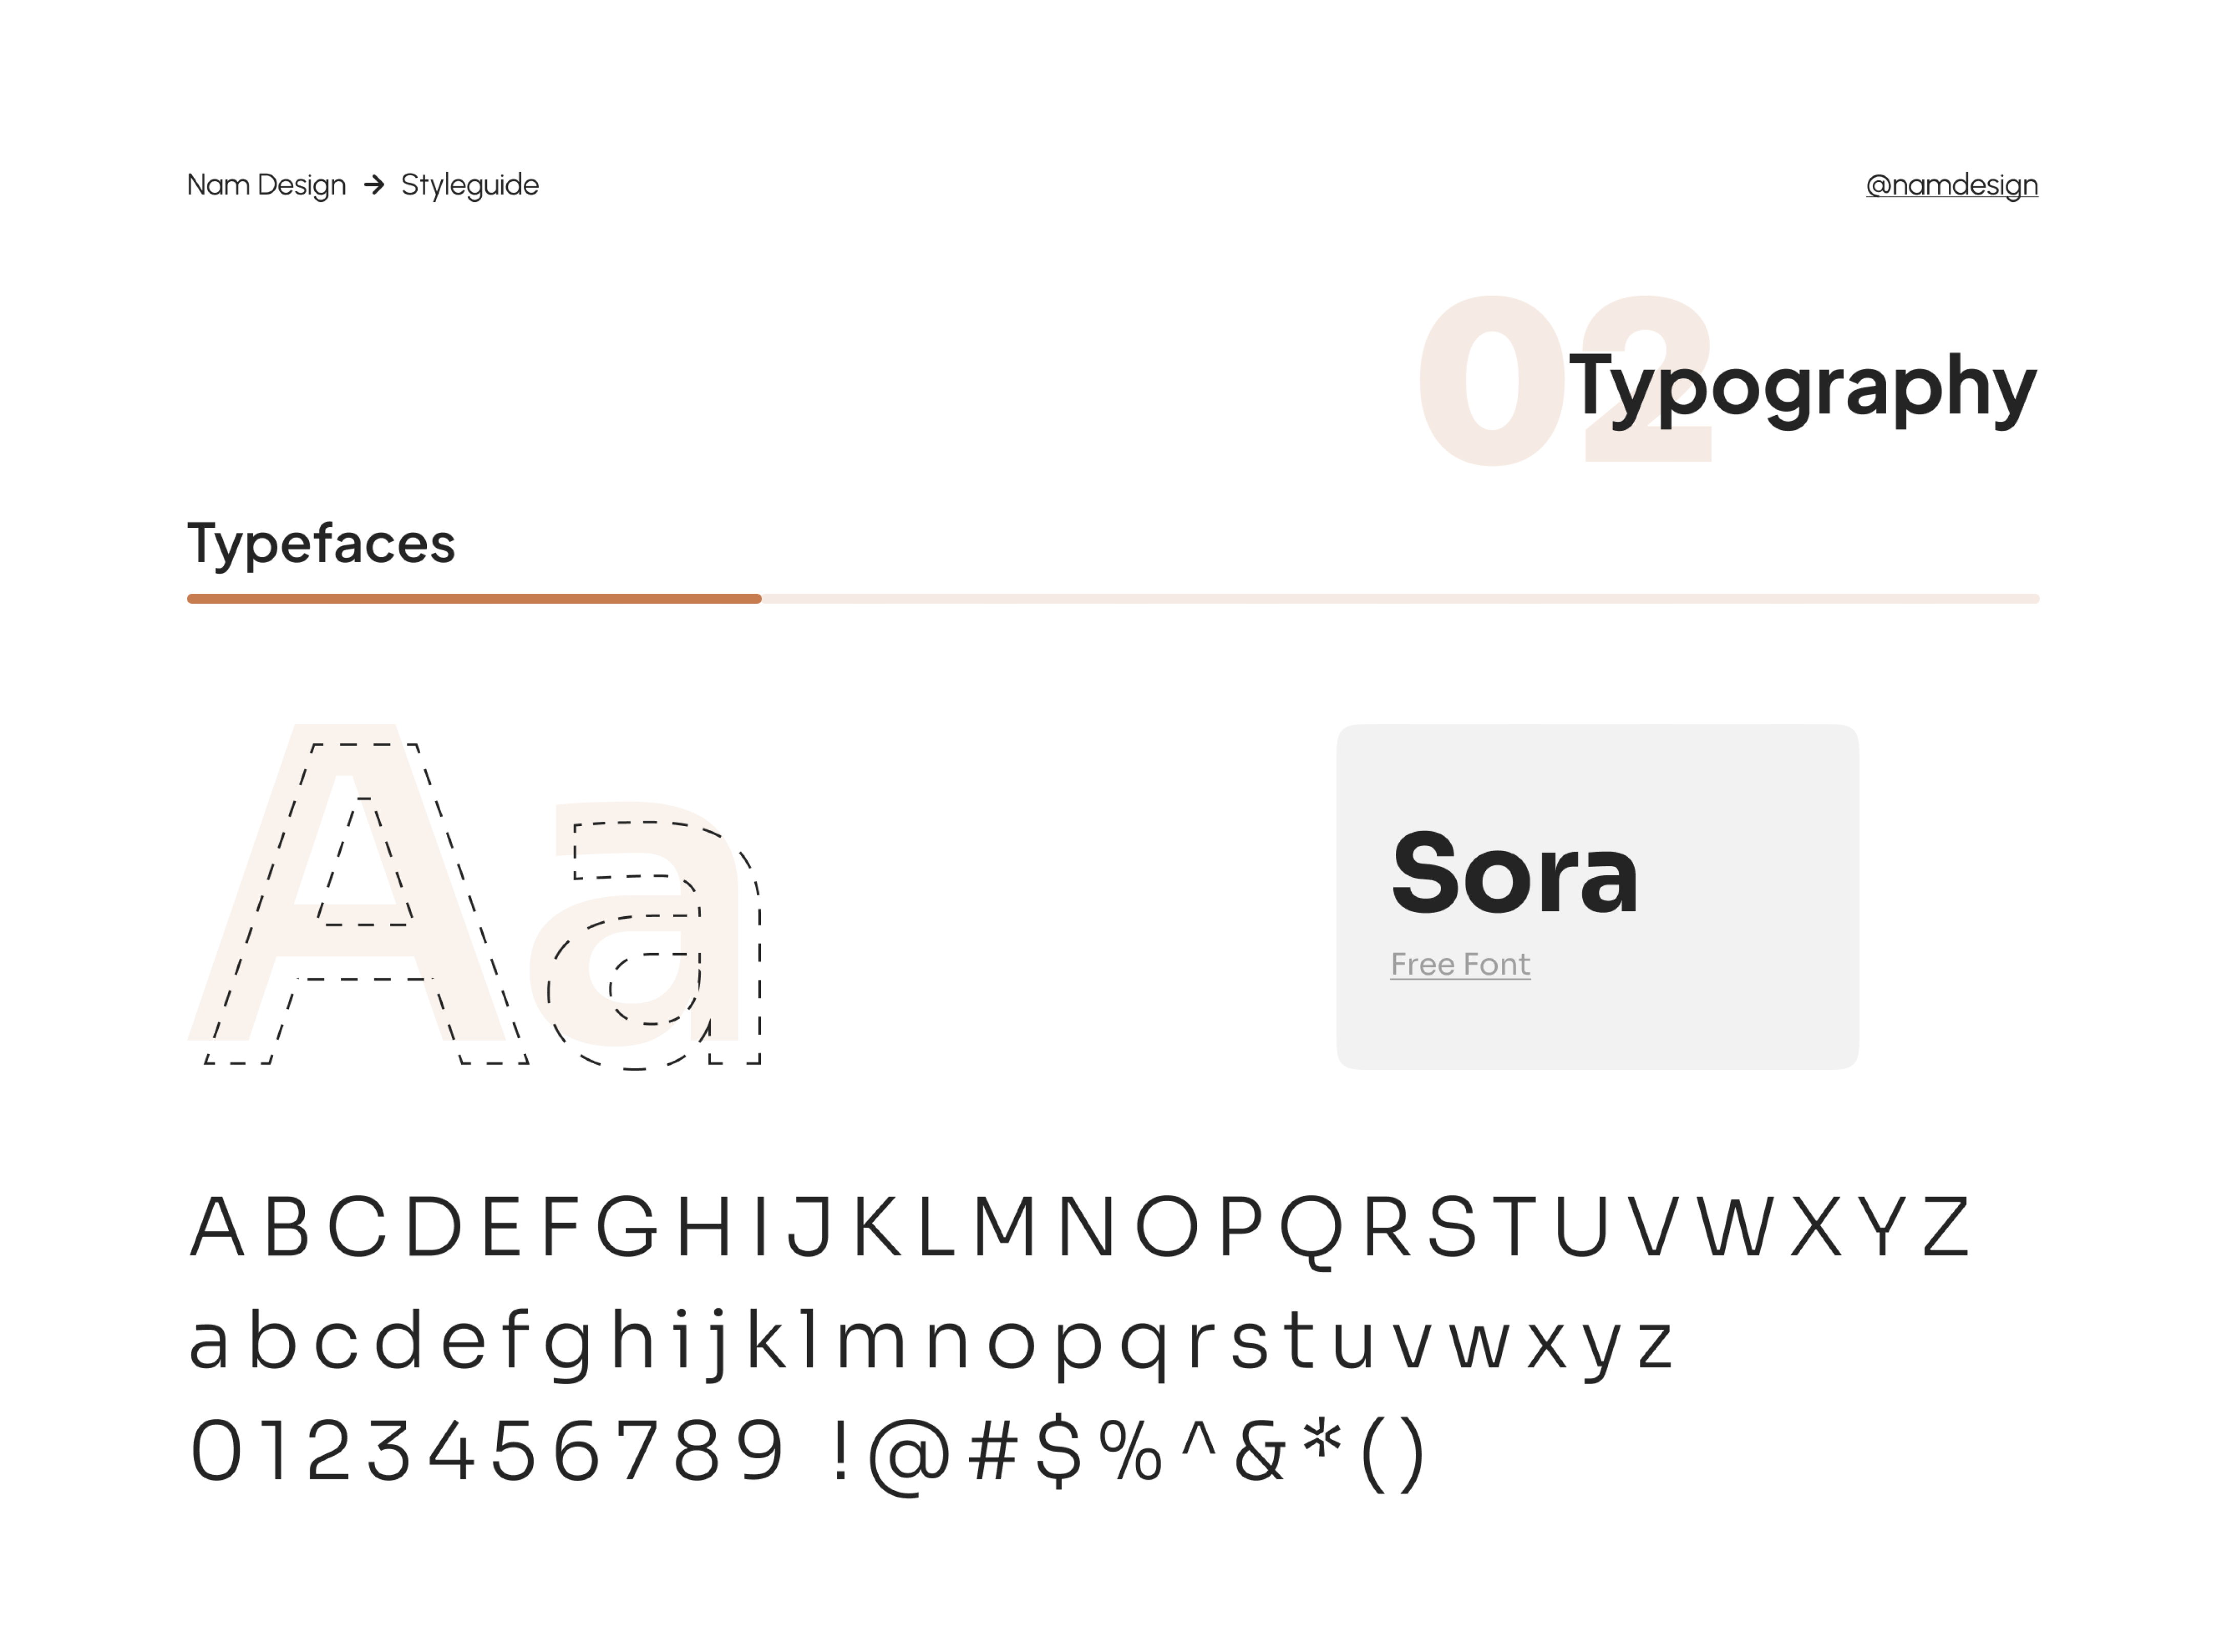 Nam Design → Styleguide
@namdesign
02
Typography
Typefaces
Aa
Sora
Free Font
A B C D E F G H I J K L M N O P Q R S T U V W X Y Z
a b c d e f g h i j k l m n o p q r s t u v w x y z
0 1 2 3 4 5 6 7 8 9 ! @ # $ % ^ & * ( )